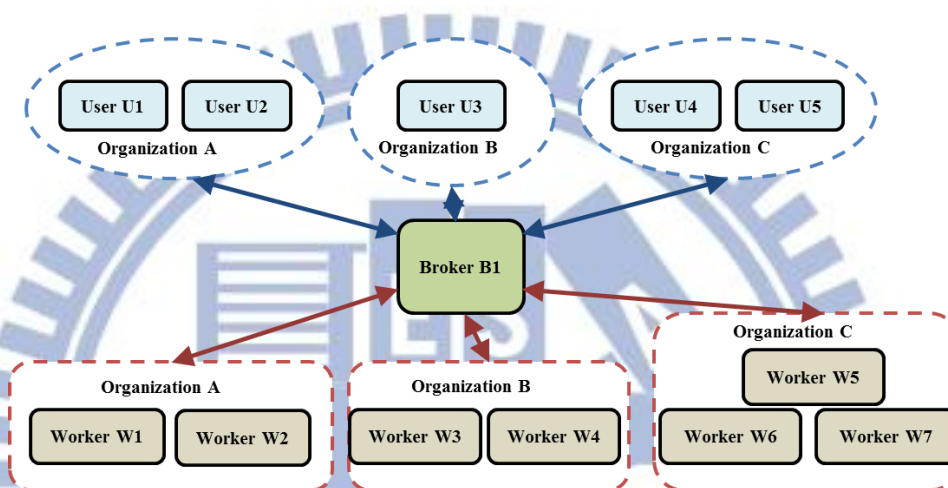 User U1
User U2
Organization A
User U3
Organization B
User U4
User U5
Organization C
Broker B1
Organization A
Worker W1
Worker W2
Organization B
Worker W3
Worker W4
Organization C
Worker W5
Worker W6
Worker W7